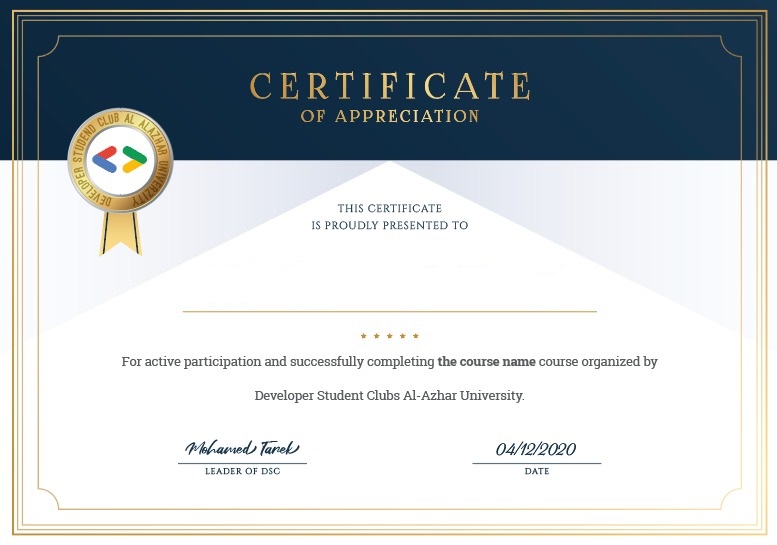 CERTIFICATE
OF APPRECIATION
DEVELOPER STUDEND CLUB AL ALAZHAR UNIVERZITY
THIS CERTIFICATE
IS PROUDLY PRESENTED TO
For active participation and successfully completing the course name course organized by
Developer Student Clubs Al-Azhar University.
Mohamed Tarek
04/12/2020
LEADER OF DSC
DATE